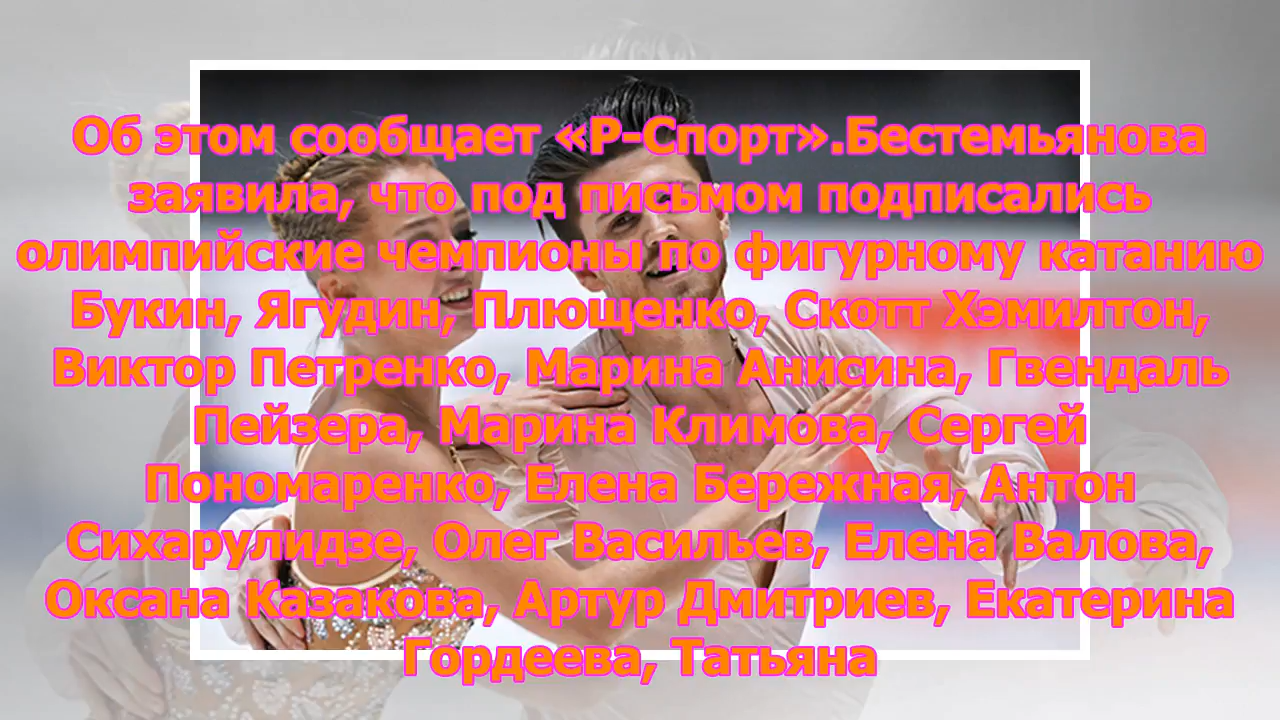 Об этом сообщает «Р-Спорт».Бестемьянова
заявила, что под письмом подписались
олимпийские чемпионы по фигурному катанию
Букин, Ягудин, Плющенко, Скотт Хэмилтон,
Виктор Петренко, Марина Анисина, Гвендаль
Пейзера, Марина Климова, Сергей
Пономаренко, Елена Бережная, Антон
Сихарулидзе, Олег Васильев, Елена Валова,
Оксана Казакова, Артур Дмитриев, Екатерина
Гордеева, Татьяна